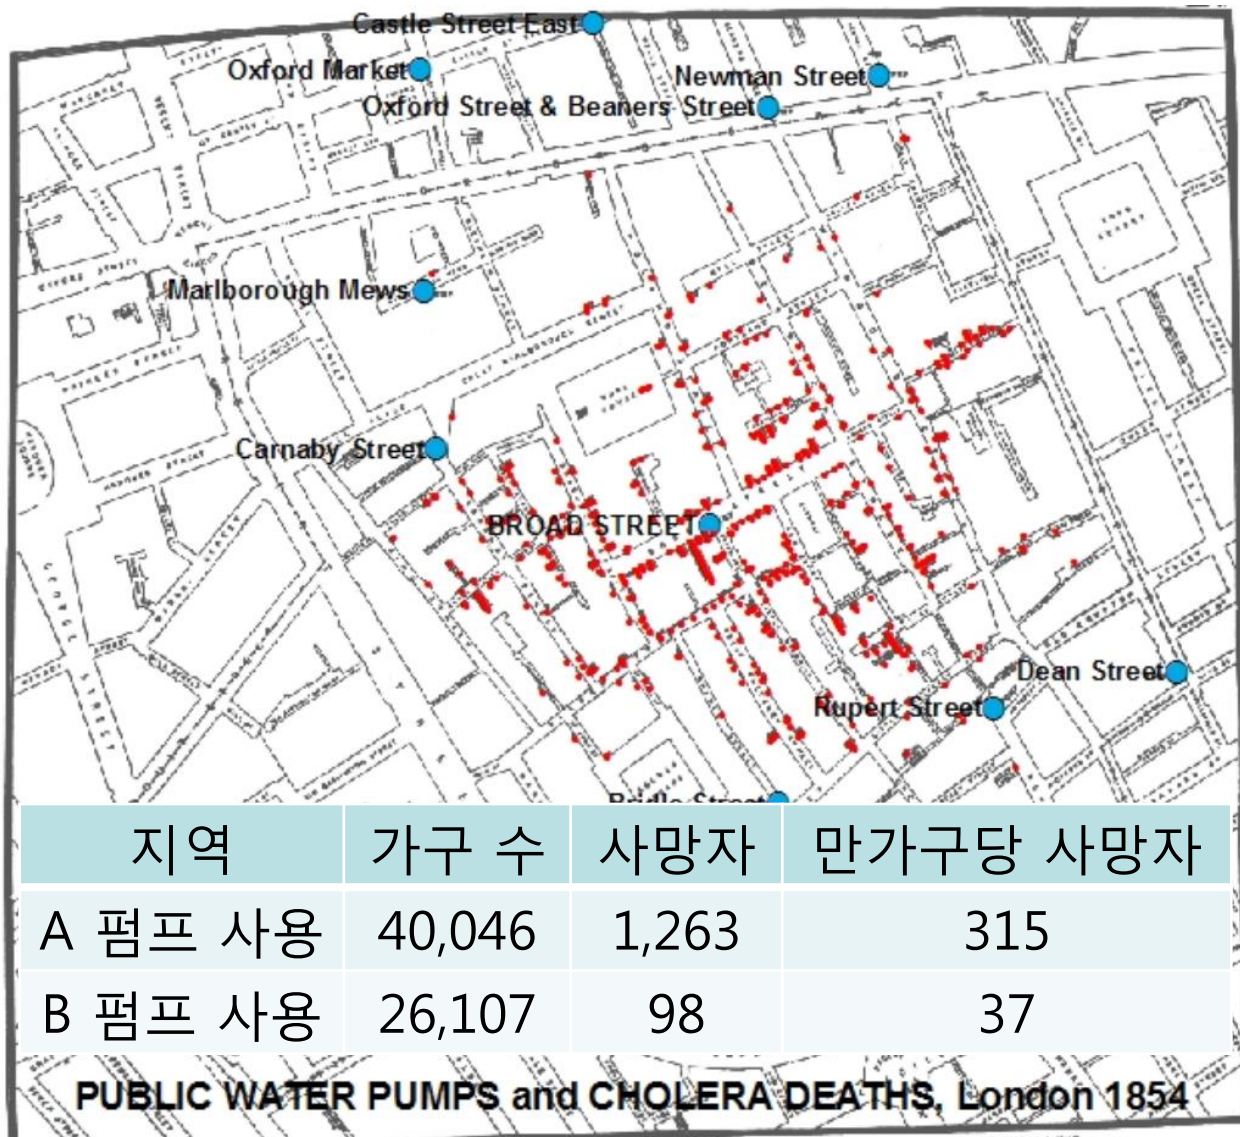 Castle Street East
Oxford Market
Newman Street
Oxford Street & Beaners Street
Marlborough Mews
Carnaby Street
BROAD STREET
Dean Street
Rupert Street
Bridle Street
지역 가구 수 사망자 만가구당 사망자
A 펌프 사용 40,046 1,263 315
B 펌프 사용 26,107 98 37
PUBLIC WATER PUMPS and CHOLERA DEATHS, London 1854